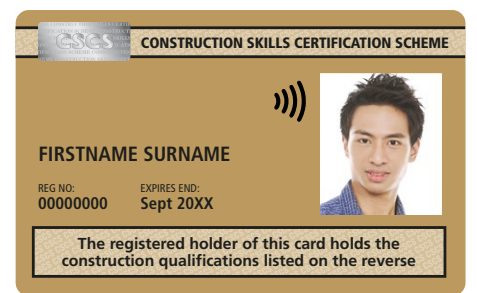 CSCS
CONSTRUCTION SKILLS CERTIFICATION SCHEME
FIRSTNAME SURNAME
REG NO:
00000000
EXPIRES END:
Sept 20XX
The registered holder of this card holds the
construction qualifications listed on the reverse